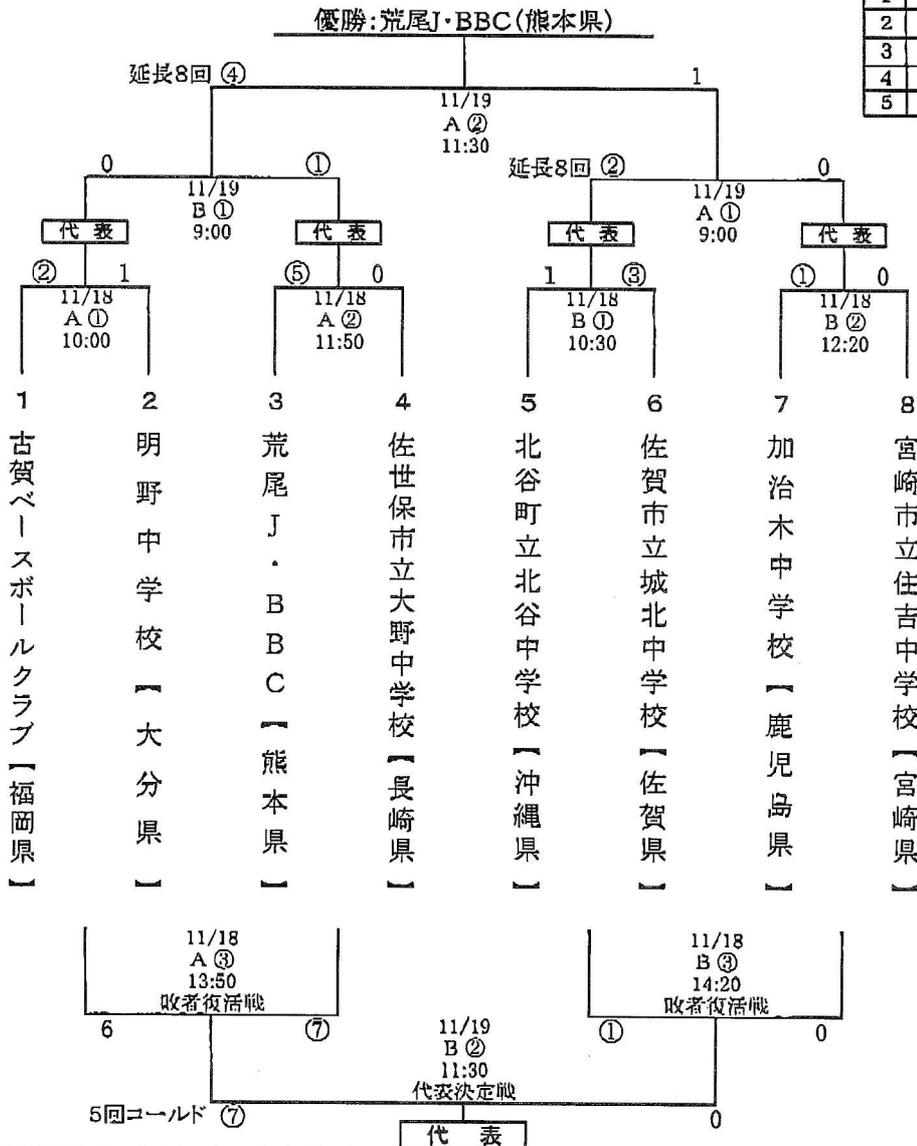 優勝:荒尾J・BBC(熊本県)
1
2
3
4
5
延長8回 ④ 1
11/19
A ②
11:30
0 ①
11/19
B ①
9:00
延長8回 ② 0
11/19
A ①
9:00
代 表
代 表
代 表
代 表
② 1
11/18
A ①
10:00
⑤ 0
11/18
A ②
11:50
1 ③
11/18
B ①
10:30
① 0
11/18
B ②
12:20
1 古賀ベースボールクラブ【福岡県】
2 明野中学校【大分県】
3 荒尾J・BBC【熊本県】
4 佐世保市立大野中学校【長崎県】
5 北谷町立北谷中学校【沖縄県】
6 佐賀市立城北中学校【佐賀県】
7 加治木中学校【鹿児島県】
8 宮崎市立住吉中学校【宮崎県】
11/18
A ③
13:50
敗者復活戦
6 ⑦
11/18
B ③
14:20
敗者復活戦
① 0
11/19
B ②
11:30
代表決定戦
5回コールド ⑦ 0
代 表